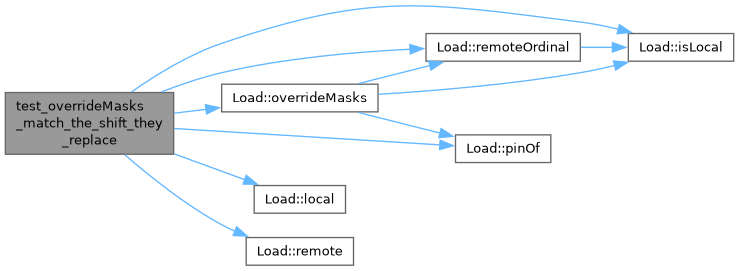 test_overrideMasks
_match_the_shift_they
_replace
Load::overrideMasks
Load::remoteOrdinal
Load::isLocal
Load::pinOf
Load::local
Load::remote